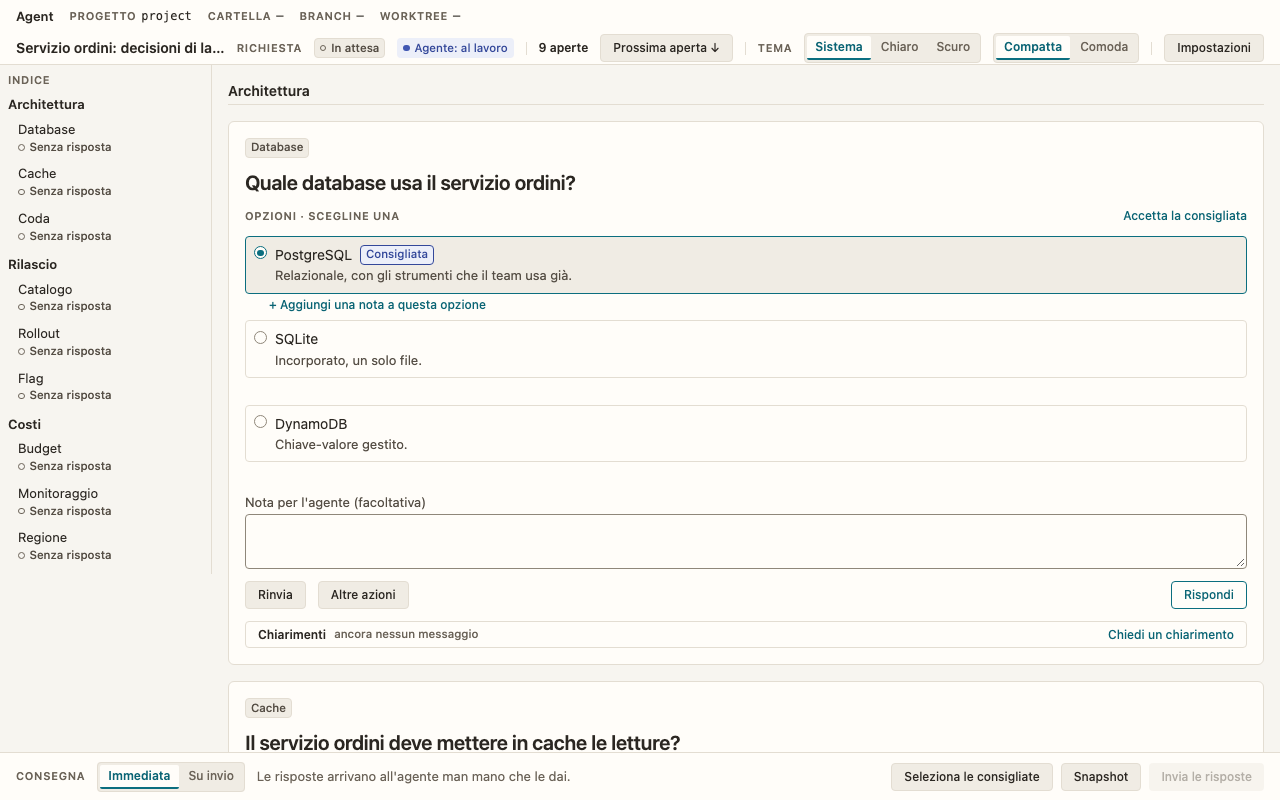 Agent PROGETTO project CARTELLA — BRANCH — WORKTREE —
Servizio ordini: decisioni di la... RICHIESTA In attesa Agente: al lavoro 9 aperte Prossima aperta ↓ TEMA Sistema Chiaro Scuro Compatta Comoda Impostazioni
INDICE
Architettura
Database
Senza risposta
Cache
Senza risposta
Coda
Senza risposta
Rilascio
Catalogo
Senza risposta
Rollout
Senza risposta
Flag
Senza risposta
Costi
Budget
Senza risposta
Monitoraggio
Senza risposta
Regione
Senza risposta
Architettura
Database
Quale database usa il servizio ordini?
OPZIONI · SCEGLINE UNA Accetta la consigliata
PostgreSQL Consigliata
Relazionale, con gli strumenti che il team usa già.
+ Aggiungi una nota a questa opzione
SQLite
Incorporato, un solo file.
DynamoDB
Chiave-valore gestito.
Nota per l'agente (facoltativa)
Rinvia Altre azioni Rispondi
Chiarimenti ancora nessun messaggio Chiedi un chiarimento
Cache
Il servizio ordini deve mettere in cache le letture?
CONSEGNA Immediata Su invio Le risposte arrivano all'agente man mano che le dai. Seleziona le consigliate Snapshot Invia le risposte